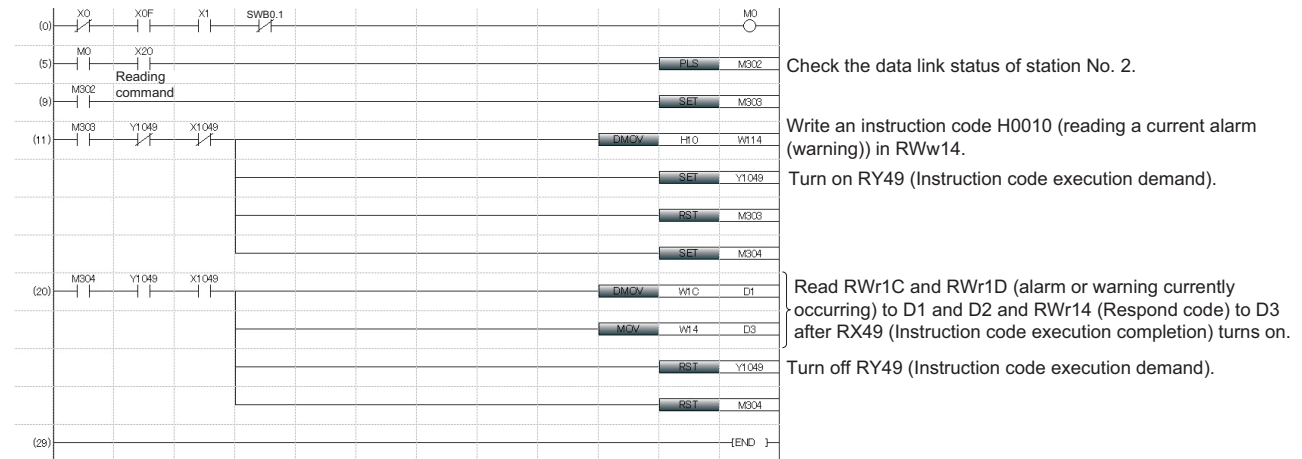 X0 X0F X1 SWB0.1 M0
(0)
M0 X20
(5) PLS M302 Check the data link status of station No. 2.
Reading
command
M302
(9) SET M303
M303 Y1049 X1049
(11) DMOV H10 W114
Write an instruction code H0010 (reading a current alarm
(warning)) in RWw14.
SET Y1049 Turn on RY49 (Instruction code execution demand).
RST M303
SET M304
M304 Y1049 X1049
(20) DMOV W1C D1
Read RWr1C and RWr1D (alarm or warning currently
occurring) to D1 and D2 and RWr14 (Respond code) to D3
after RX49 (Instruction code execution completion) turns on.
MOV W14 D3
RST Y1049 Turn off RY49 (Instruction code execution demand).
RST M304
(29) [END ]